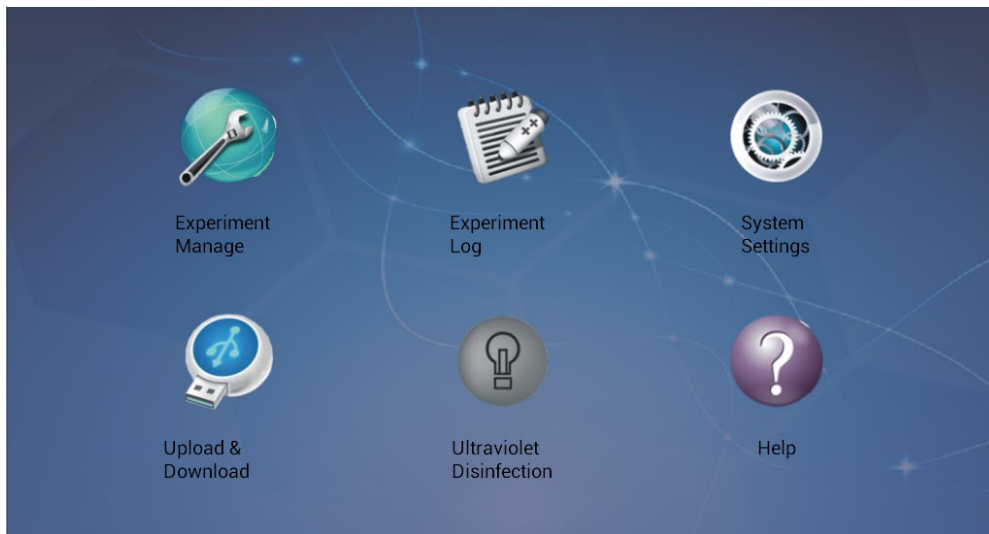 Experiment
Manage
Experiment
Log
System
Settings
Upload &
Download
Ultraviolet
Disinfection
Help